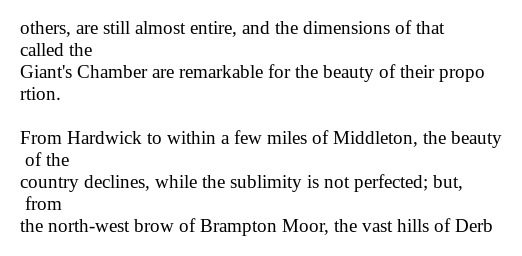 others, are still almost entire, and the dimensions of that
called the
Giant's Chamber are remarkable for the beauty of their propo
rtion.

From Hardwick to within a few miles of Middleton, the beauty
of the
country declines, while the sublimity is not perfected; but,
from
the north-west brow of Brampton Moor, the vast hills of Derb